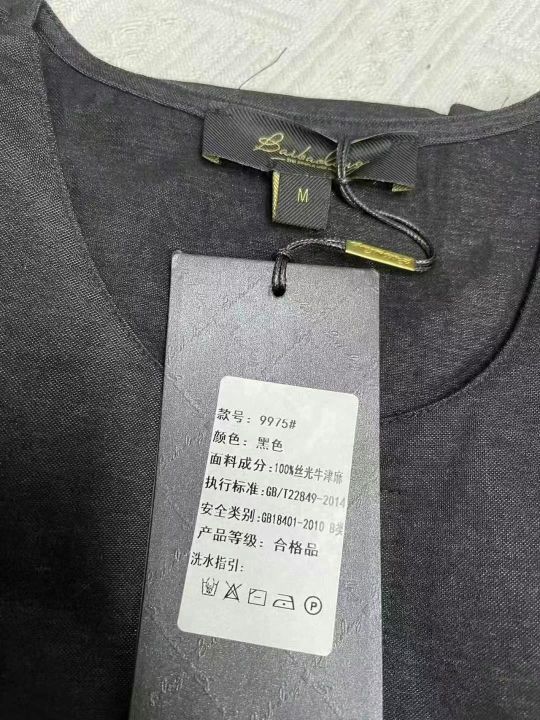 M
款号：9975#
颜色：黑色
面料成分：100%丝光牛津麻
执行标准：GB/T22849-2014
安全类别：GB18401-2010 B类
产品等级：合格品
洗水指引：
P